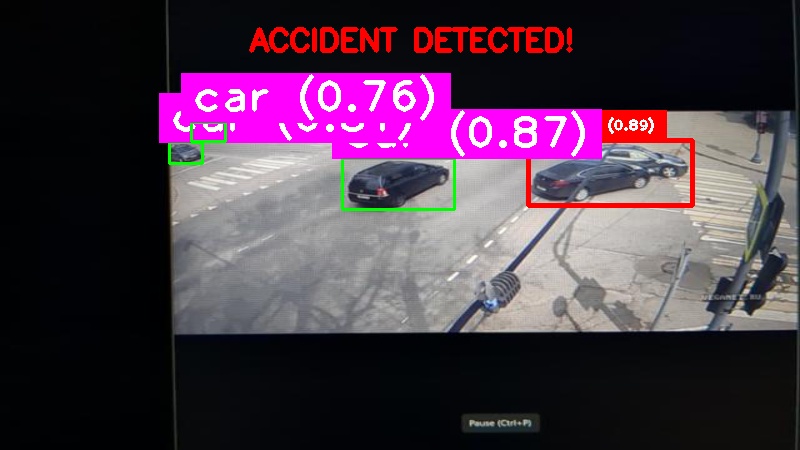 ACCIDENT DETECTED!
car (0.76)
(0.87)
(0.89)
Pause (Ctrl+P)